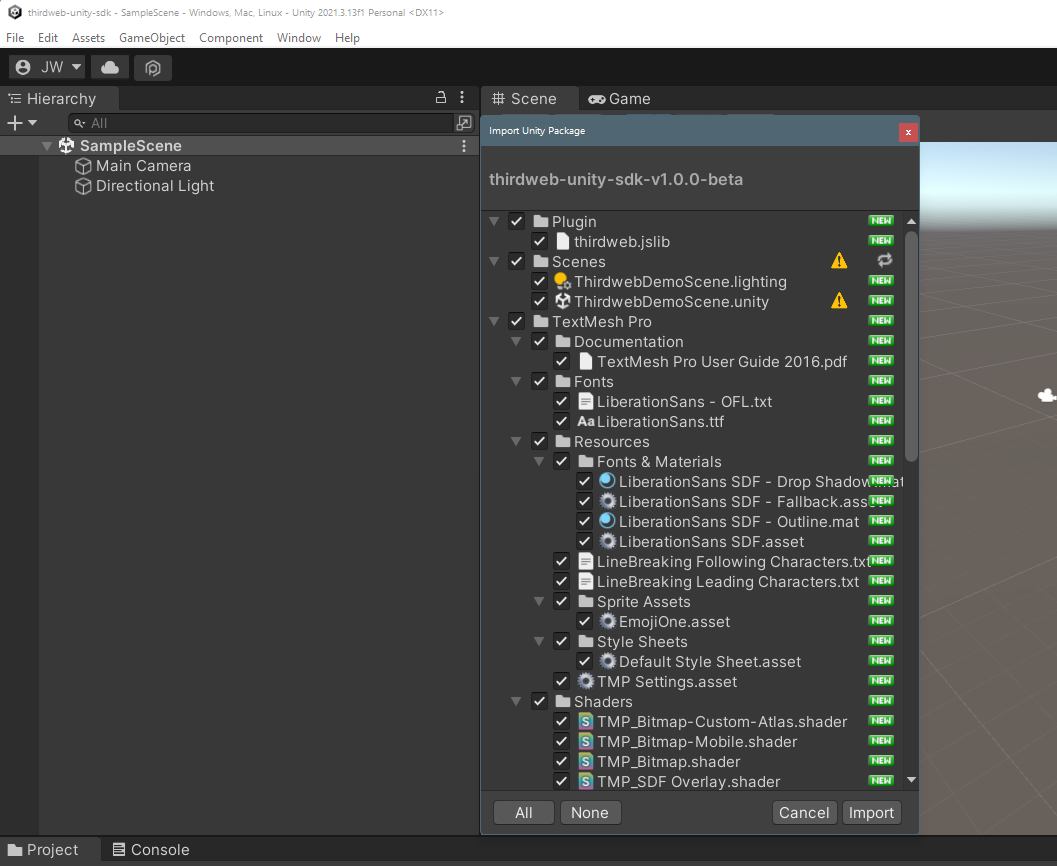 thirdweb-unity-sdk - SampleScene - Windows, Mac, Linux - Unity 2021.3.13f1 Personal <DX11>
File Edit Assets GameObject Component Window Help
JW
Hierarchy
Scene Game
All
SampleScene
Main Camera
Directional Light
Import Unity Package
x
thirdweb-unity-sdk-v1.0.0-beta
Plugin NEW
thirdweb.jslib NEW
Scenes
ThirdwebDemoScene.lighting NEW
ThirdwebDemoScene.unity NEW
TextMesh Pro NEW
Documentation NEW
TextMesh Pro User Guide 2016.pdf NEW
Fonts NEW
LiberationSans - OFL.txt NEW
Aa LiberationSans.ttf NEW
Resources NEW
Fonts & Materials NEW
LiberationSans SDF - Drop Shadow.mat NEW
LiberationSans SDF - Fallback.asset NEW
LiberationSans SDF - Outline.mat NEW
LiberationSans SDF.asset NEW
LineBreaking Following Characters.txt NEW
LineBreaking Leading Characters.txt NEW
Sprite Assets NEW
EmojiOne.asset NEW
Style Sheets NEW
Default Style Sheet.asset NEW
TMP Settings.asset NEW
Shaders NEW
S TMP_Bitmap-Custom-Atlas.shader NEW
S TMP_Bitmap-Mobile.shader NEW
S TMP_Bitmap.shader NEW
S TMP_SDF Overlay.shader NEW
All None Cancel Import
Project Console